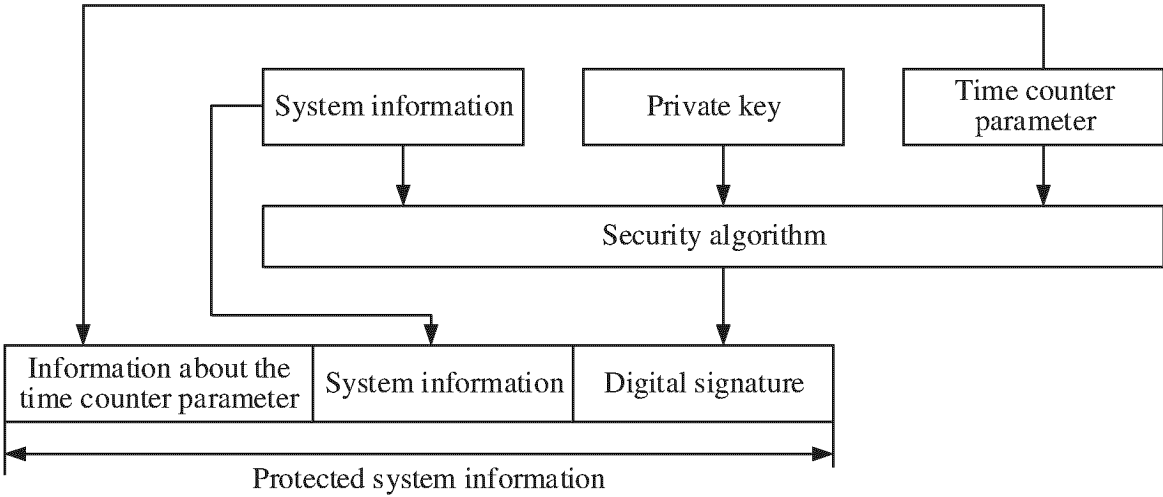 System information
Private key
Time counter
parameter
Security algorithm
Information about the
time counter parameter
System information
Digital signature
Protected system information